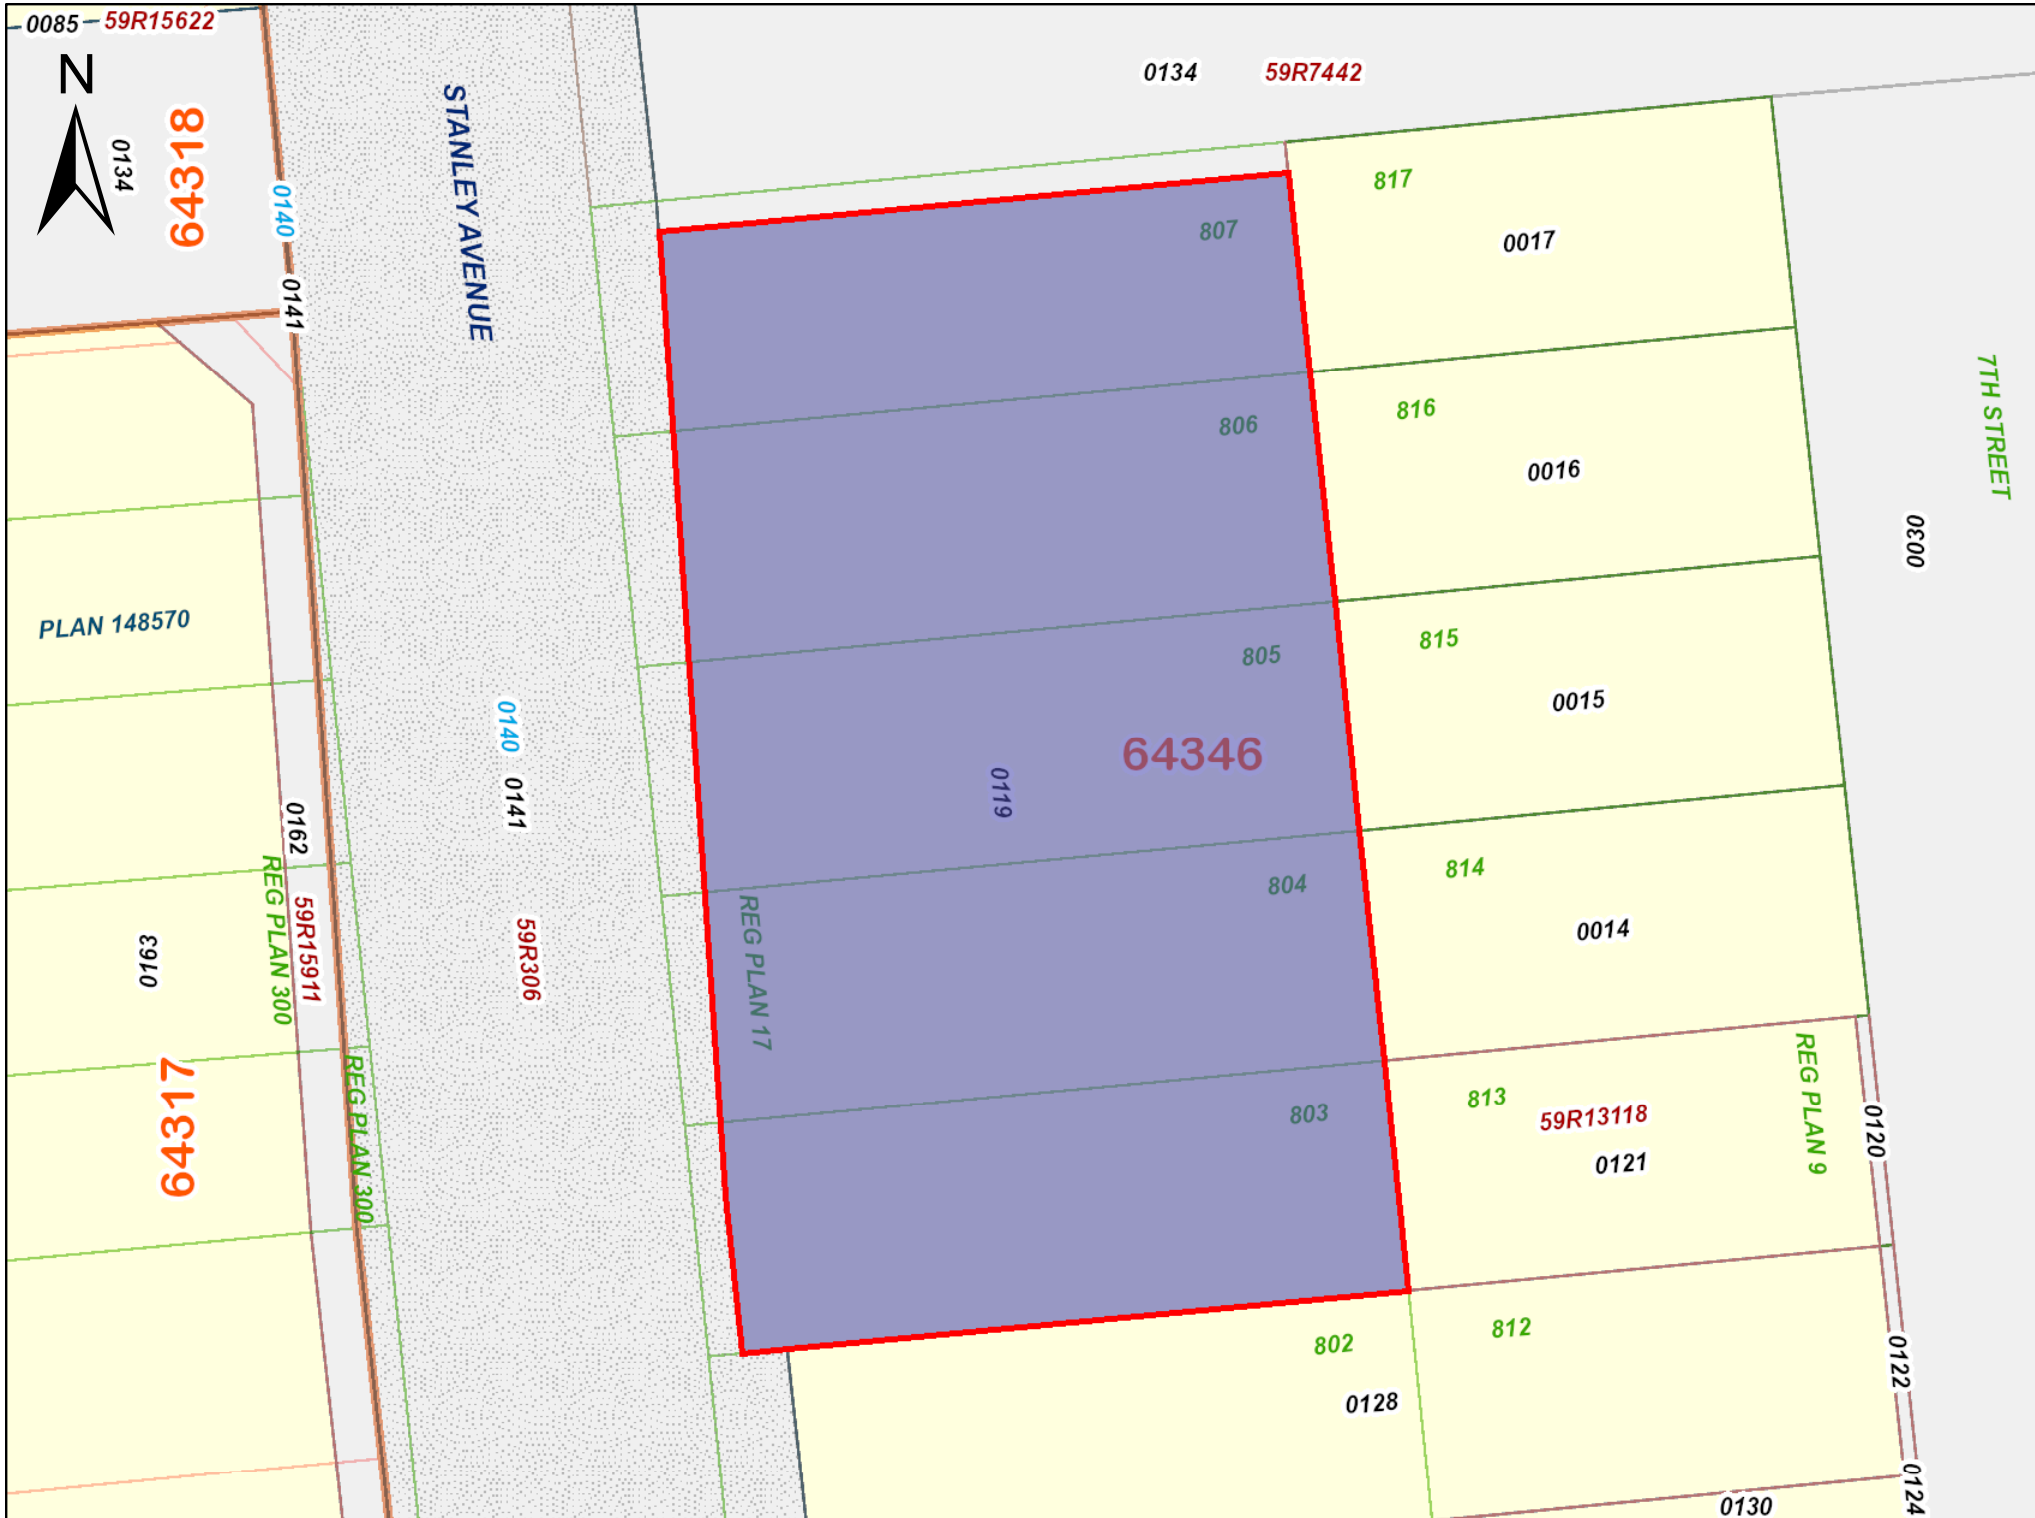 0085 59R15622
N
0134
64318
0140
0141
STANLEY AVENUE
0134 59R7442
817
0017
807
806
816
0016
7TH STREET
0030
PLAN 148570
805
815
0015
64346
0119
0140
0141
0162
REG PLAN 300
59R15911
0163
64317
REG PLAN 300
59R306
REG PLAN 17
804
814
0014
803
813
59R13118
0121
REG PLAN 9
0120
802
812
0128
0122
0124
0130